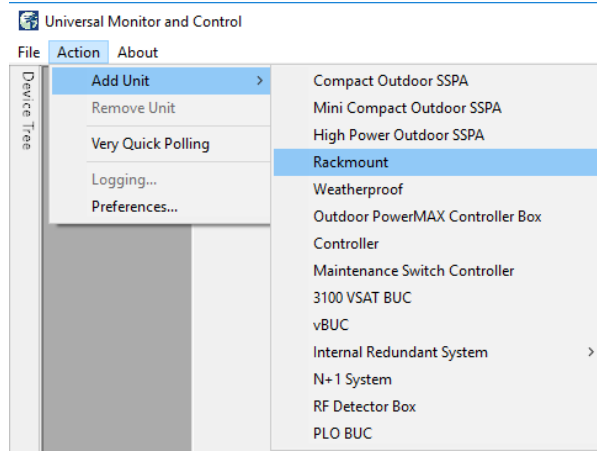 Universal Monitor and Control
File Action About
Device Tree
Add Unit >
Remove Unit
Very Quick Polling
Logging...
Preferences...
Compact Outdoor SSPA
Mini Compact Outdoor SSPA
High Power Outdoor SSPA
Rackmount
Weatherproof
Outdoor PowerMAX Controller Box
Controller
Maintenance Switch Controller
3100 VSAT BUC
vBUC
Internal Redundant System >
N+1 System
RF Detector Box
PLO BUC